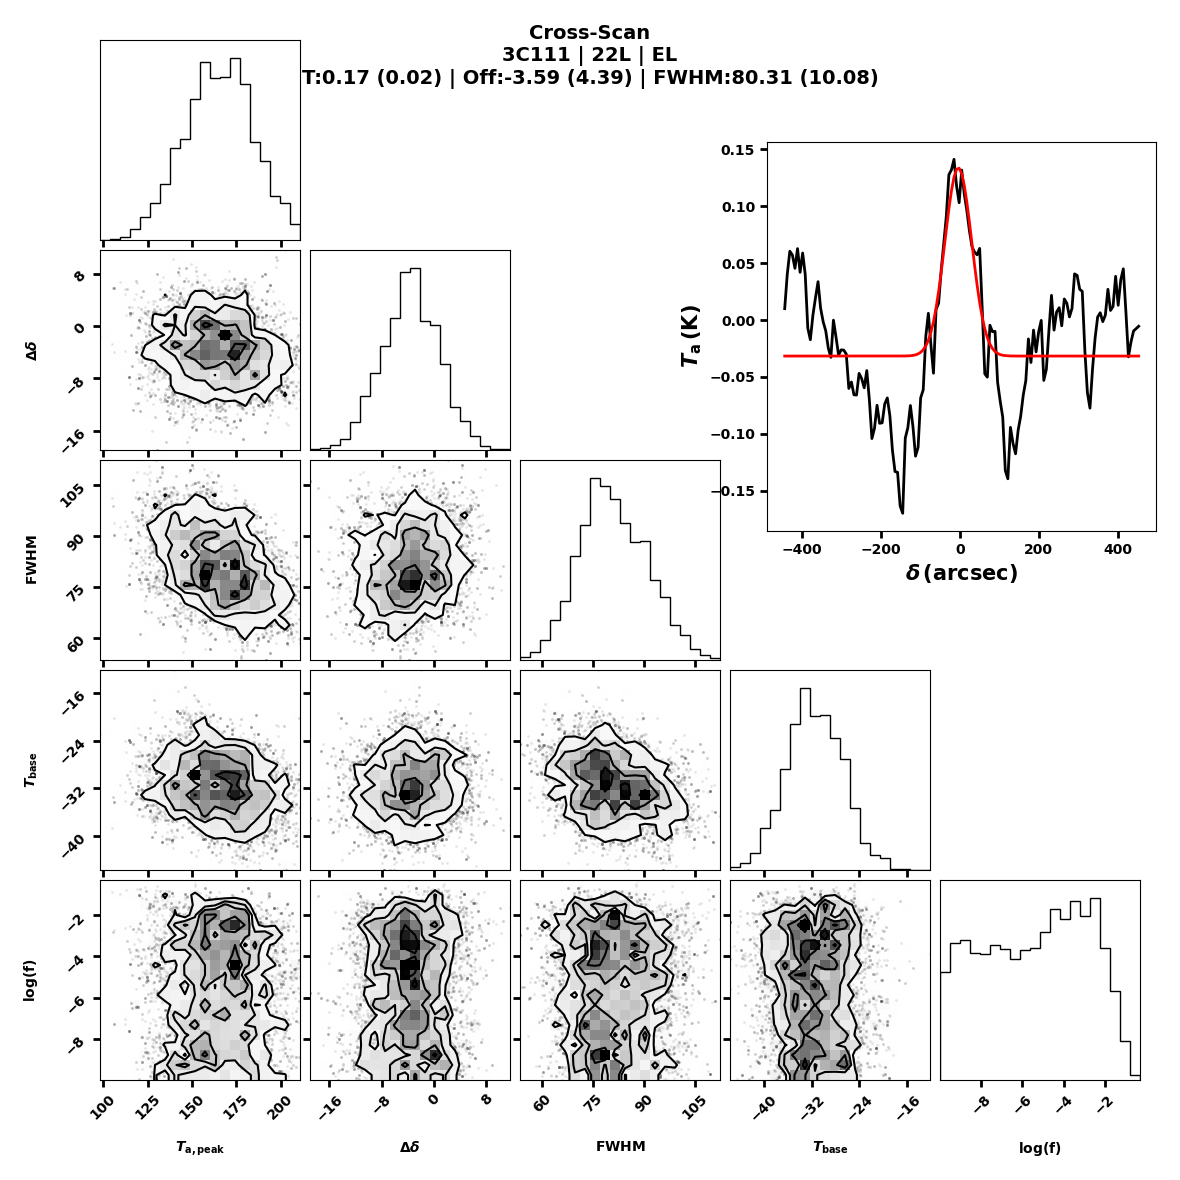 Cross-Scan
3C111 | 22L | EL
T:0.17 (0.02) | Off:-3.59 (4.39) | FWHM:80.31 (10.08)
0.15
0.10
0.05
0.00
−0.05
−0.10
−0.15
Ta (K)
−400 −200 0 200 400
δ (arcsec)
8
0
−8
−16
Δδ
105
90
75
60
FWHM
−16
−24
−32
−40
Tbase
−2
−4
−6
−8
log(f)
100 125 150 175 200
−16 −8 0 8
60 75 90 105
−40 −32 −24 −16
−8 −6 −4 −2
Ta,peak
Δδ
FWHM
Tbase
log(f)